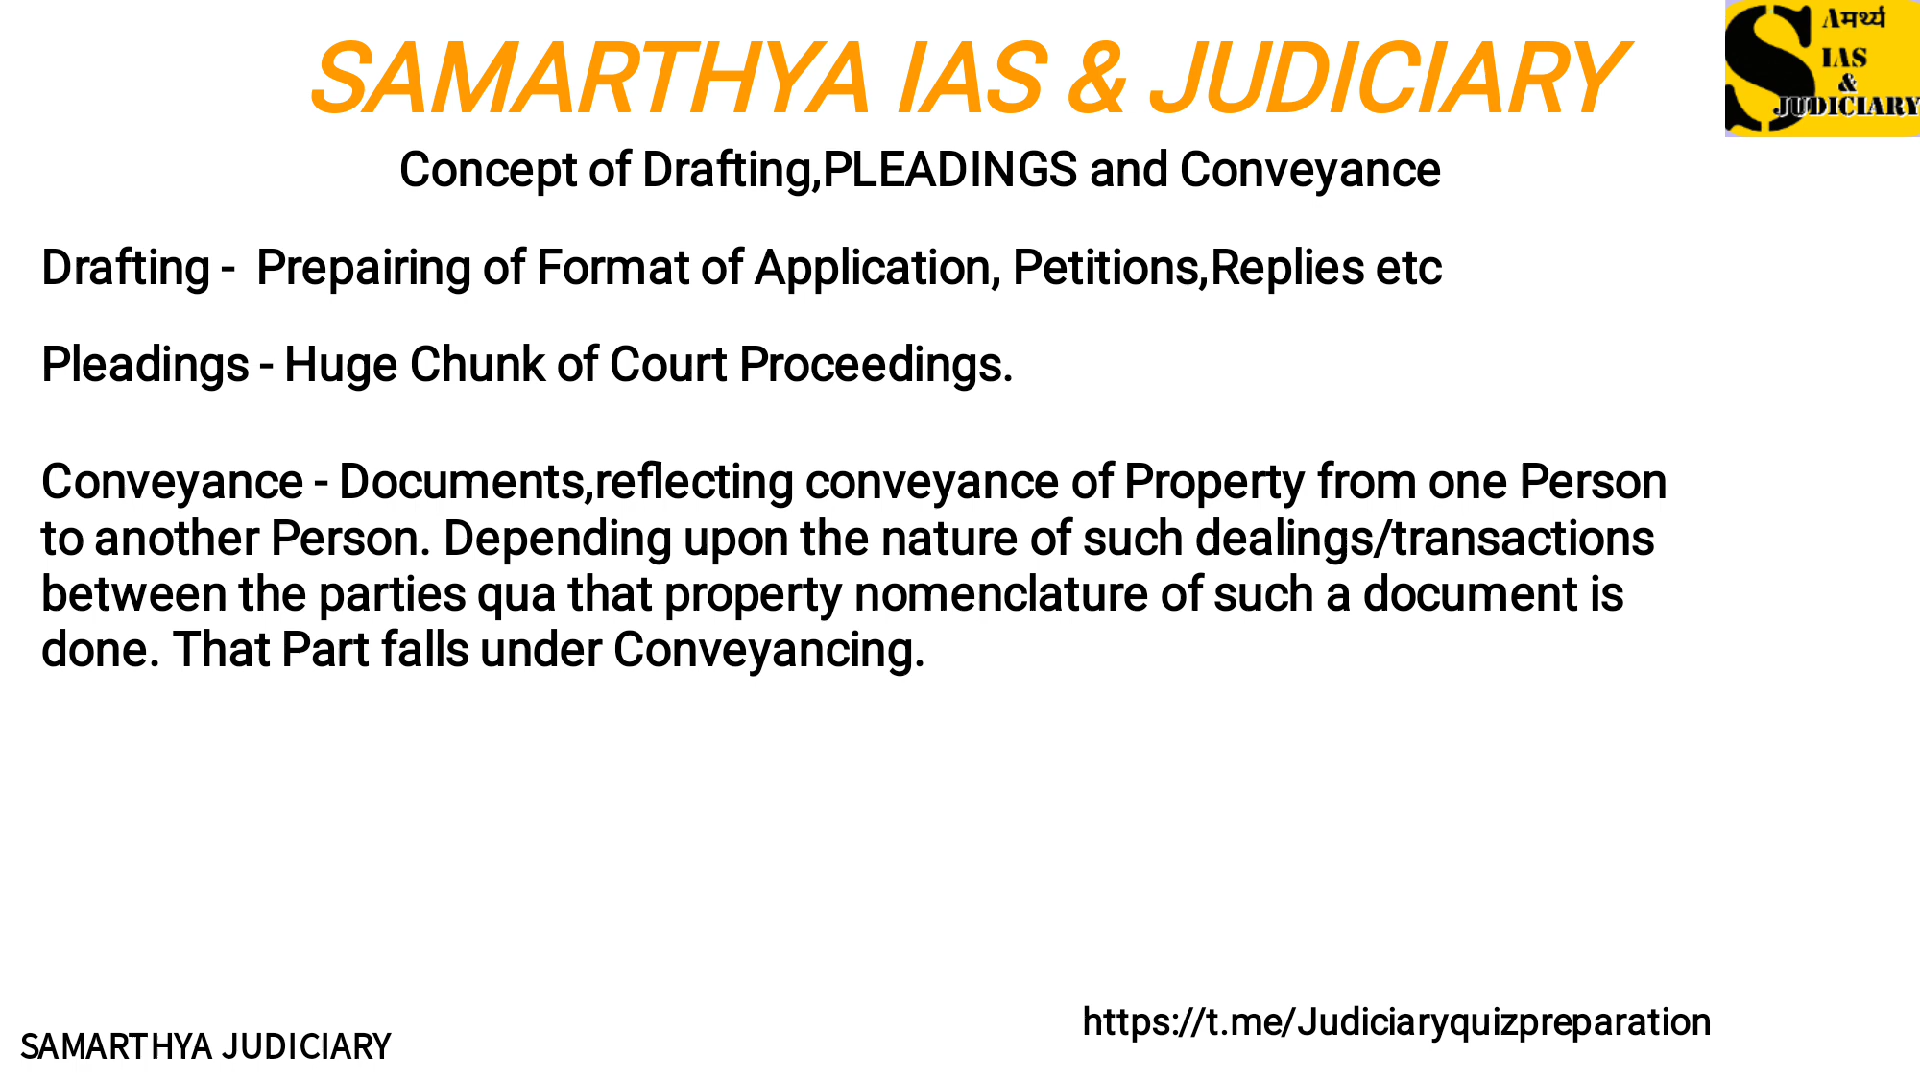 SAMARTHYA IAS & JUDICIARY
Aमर्थ्य
IAS
&
JUDICIARY
Concept of Drafting,PLEADINGS and Conveyance
Drafting -  Prepairing of Format of Application, Petitions,Replies etc
Pleadings - Huge Chunk of Court Proceedings.
Conveyance - Documents,reflecting conveyance of Property from one Person
to another Person. Depending upon the nature of such dealings/transactions
between the parties qua that property nomenclature of such a document is
done. That Part falls under Conveyancing.
https://t.me/Judiciaryquizpreparation
SAMARTHYA JUDICIARY